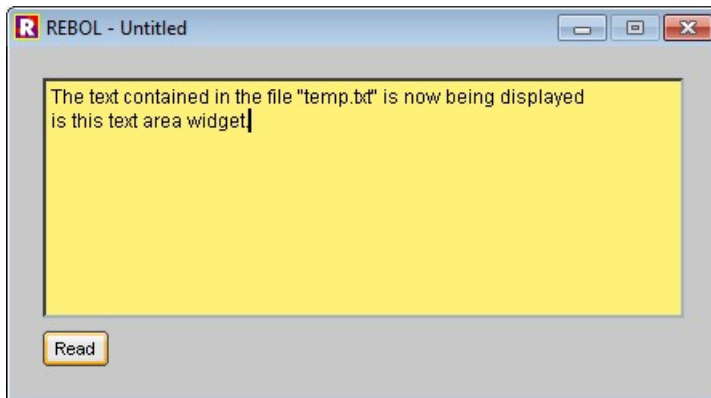 R REBOL - Untitled
The text contained in the file "temp.txt" is now being displayed
is this text area widget.
Read